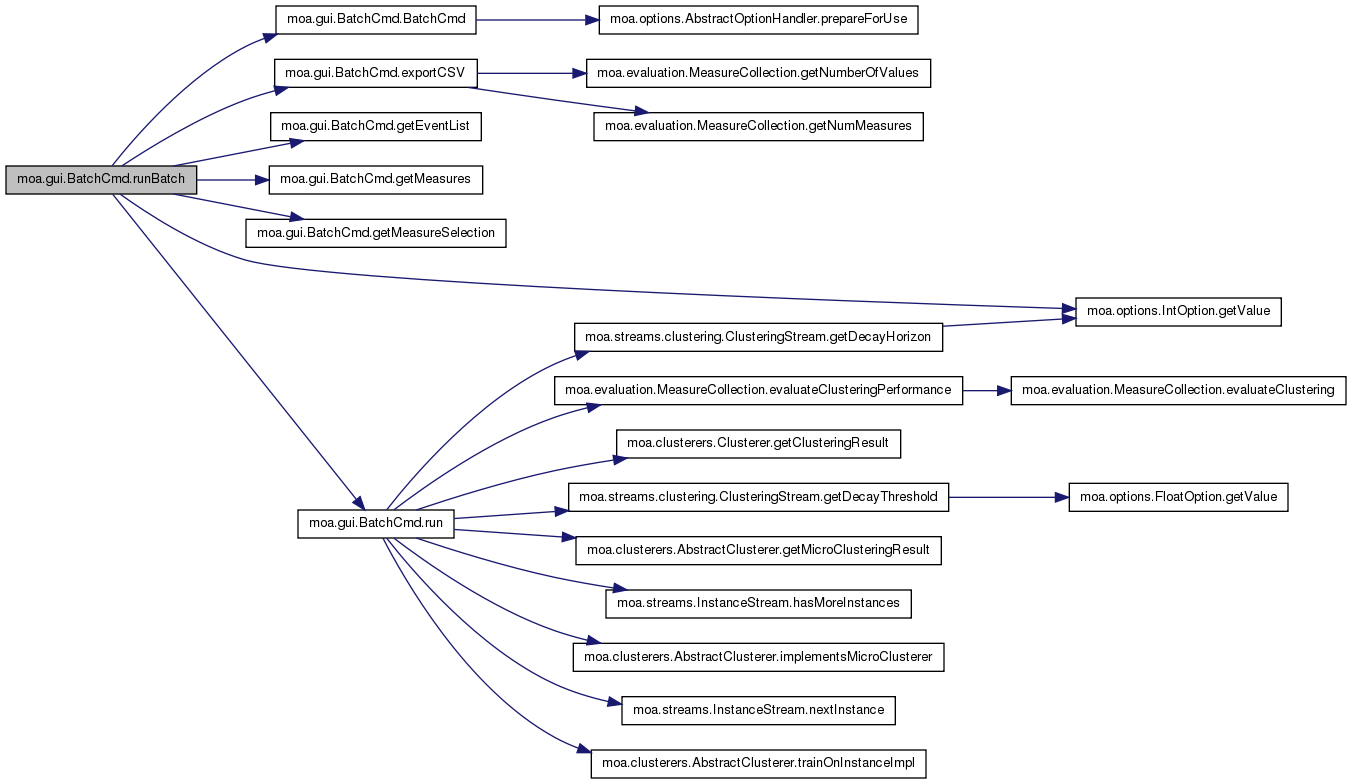 moa.gui.BatchCmd.BatchCmd
moa.options.AbstractOptionHandler.prepareForUse
moa.gui.BatchCmd.exportCSV
moa.evaluation.MeasureCollection.getNumberOfValues
moa.evaluation.MeasureCollection.getNumMeasures
moa.gui.BatchCmd.getEventList
moa.gui.BatchCmd.runBatch
moa.gui.BatchCmd.getMeasures
moa.gui.BatchCmd.getMeasureSelection
moa.options.IntOption.getValue
moa.streams.clustering.ClusteringStream.getDecayHorizon
moa.evaluation.MeasureCollection.evaluateClusteringPerformance
moa.evaluation.MeasureCollection.evaluateClustering
moa.clusterers.Clusterer.getClusteringResult
moa.streams.clustering.ClusteringStream.getDecayThreshold
moa.options.FloatOption.getValue
moa.gui.BatchCmd.run
moa.clusterers.AbstractClusterer.getMicroClusteringResult
moa.streams.InstanceStream.hasMoreInstances
moa.clusterers.AbstractClusterer.implementsMicroClusterer
moa.streams.InstanceStream.nextInstance
moa.clusterers.AbstractClusterer.trainOnInstanceImpl